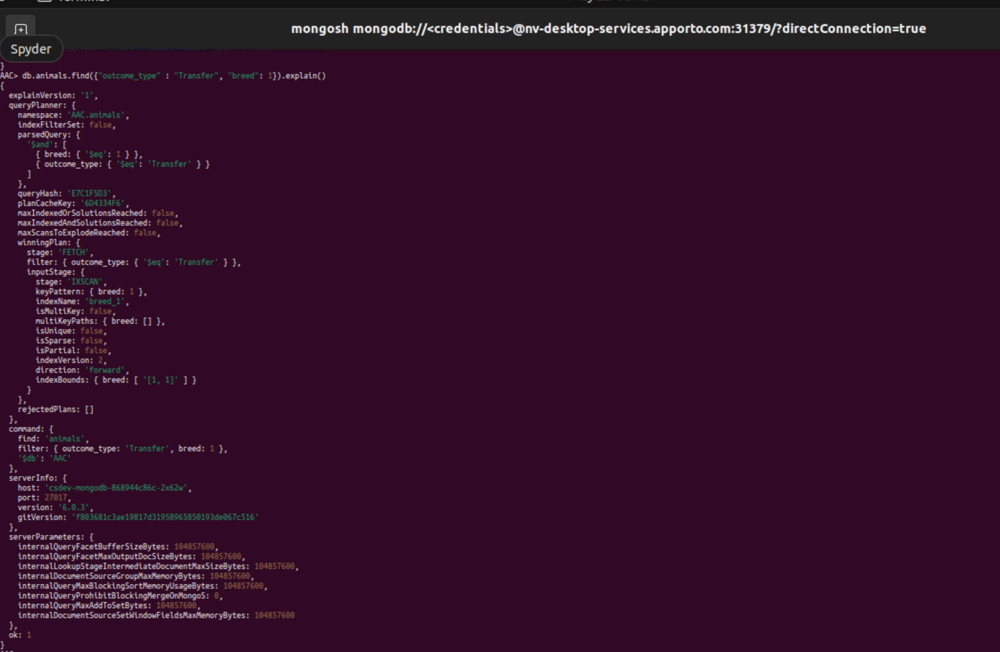 Terminal
mongosh mongodb://<credentials>@nv-desktop-services.apporto.com:31379/?directConnection=true
Spyder
}
AAC> db.animals.find({"outcome_type" : "Transfer", "breed": 1}).explain()
{
  explainVersion: '1',
  queryPlanner: {
    namespace: 'AAC.animals',
    indexFilterSet: false,
    parsedQuery: {
      '$and': [
        { breed: { '$eq': 1 } },
        { outcome_type: { '$eq': 'Transfer' } }
      ]
    },
    queryHash: 'E7C1F5D3',
    planCacheKey: '6D4334F6',
    maxIndexedOrSolutionsReached: false,
    maxIndexedAndSolutionsReached: false,
    maxScansToExplodeReached: false,
    winningPlan: {
      stage: 'FETCH',
      filter: { outcome_type: { '$eq': 'Transfer' } },
      inputStage: {
        stage: 'IXSCAN',
        keyPattern: { breed: 1 },
        indexName: 'breed_1',
        isMultiKey: false,
        multiKeyPaths: { breed: [] },
        isUnique: false,
        isSparse: false,
        isPartial: false,
        indexVersion: 2,
        direction: 'forward',
        indexBounds: { breed: [ '[1, 1]' ] }
      }
    },
    rejectedPlans: []
  },
  command: {
    find: 'animals',
    filter: { outcome_type: 'Transfer', breed: 1 },
    '$db': 'AAC'
  },
  serverInfo: {
    host: 'csdev-mongodb-868944c86c-2x62w',
    port: 27017,
    version: '6.0.3',
    gitVersion: 'f803681c3ae19817d31958965850193de067c516'
  },
  serverParameters: {
    internalQueryFacetBufferSizeBytes: 104857600,
    internalQueryFacetMaxOutputDocSizeBytes: 104857600,
    internalLookupStageIntermediateDocumentMaxSizeBytes: 104857600,
    internalDocumentSourceGroupMaxMemoryBytes: 104857600,
    internalQueryMaxBlockingSortMemoryUsageBytes: 104857600,
    internalQueryProhibitBlockingMergeOnMongoS: 0,
    internalQueryMaxAddToSetBytes: 104857600,
    internalDocumentSourceSetWindowFieldsMaxMemoryBytes: 104857600
  },
  ok: 1
}